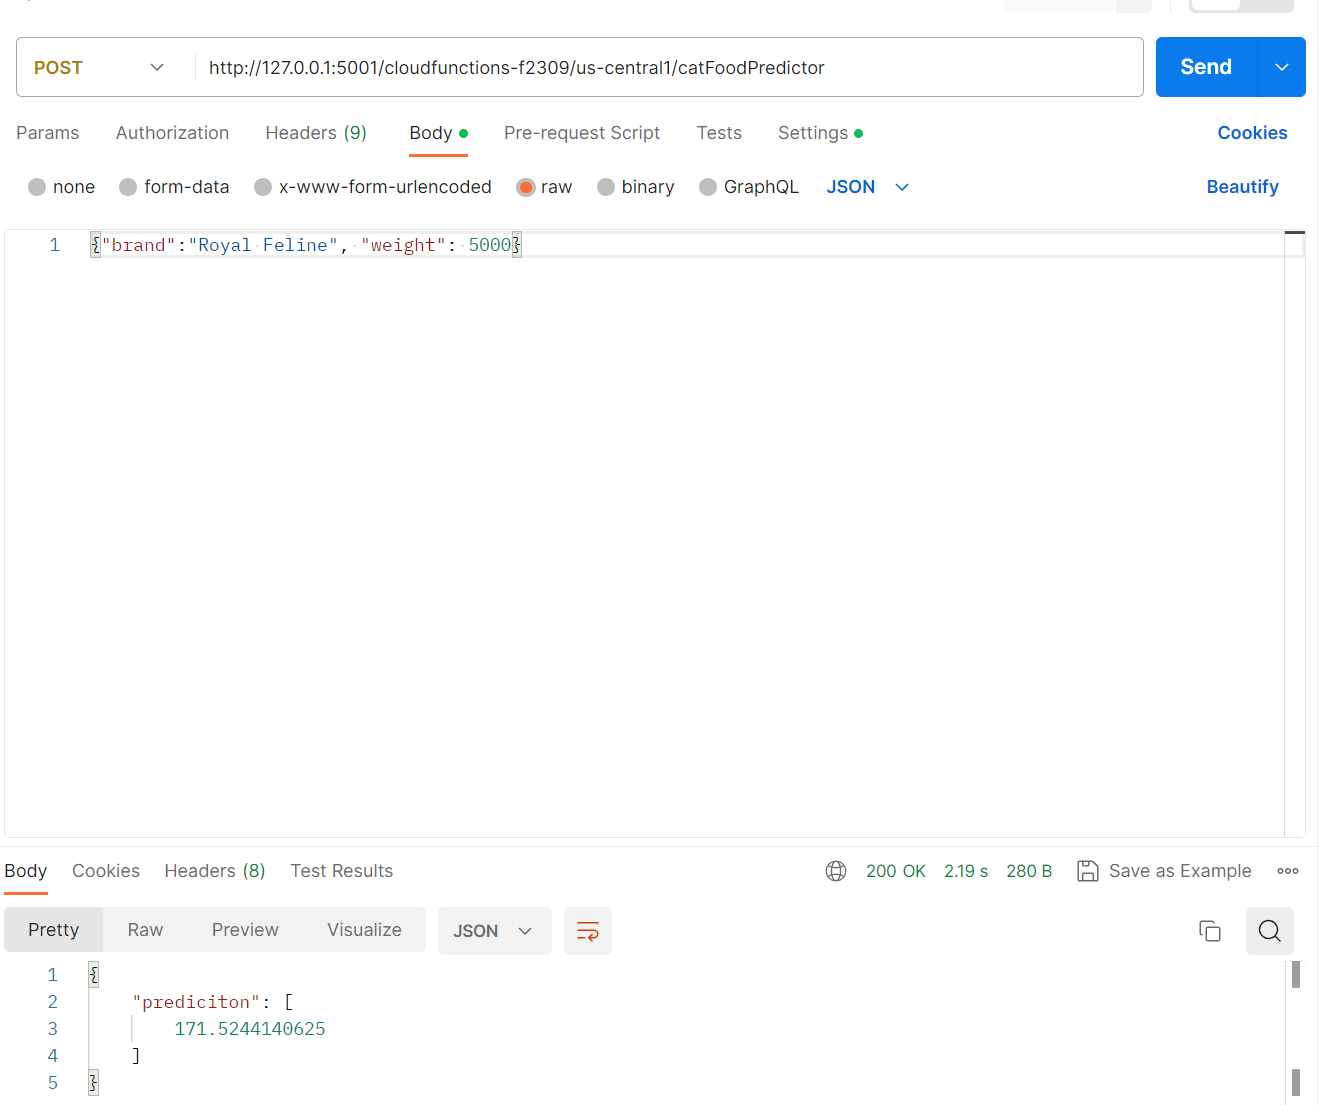 POST http://127.0.0.1:5001/cloudfunctions-f2309/us-central1/catFoodPredictor Send
Params Authorization Headers (9) Body Pre-request Script Tests Settings Cookies
none form-data x-www-form-urlencoded raw binary GraphQL JSON Beautify
1 {"brand":"Royal Feline", "weight": 5000}
Body Cookies Headers (8) Test Results 200 OK 2.19 s 280 B Save as Example
Pretty Raw Preview Visualize JSON
1 {
2 "prediciton": [
3 171.5244140625
4 ]
5 }